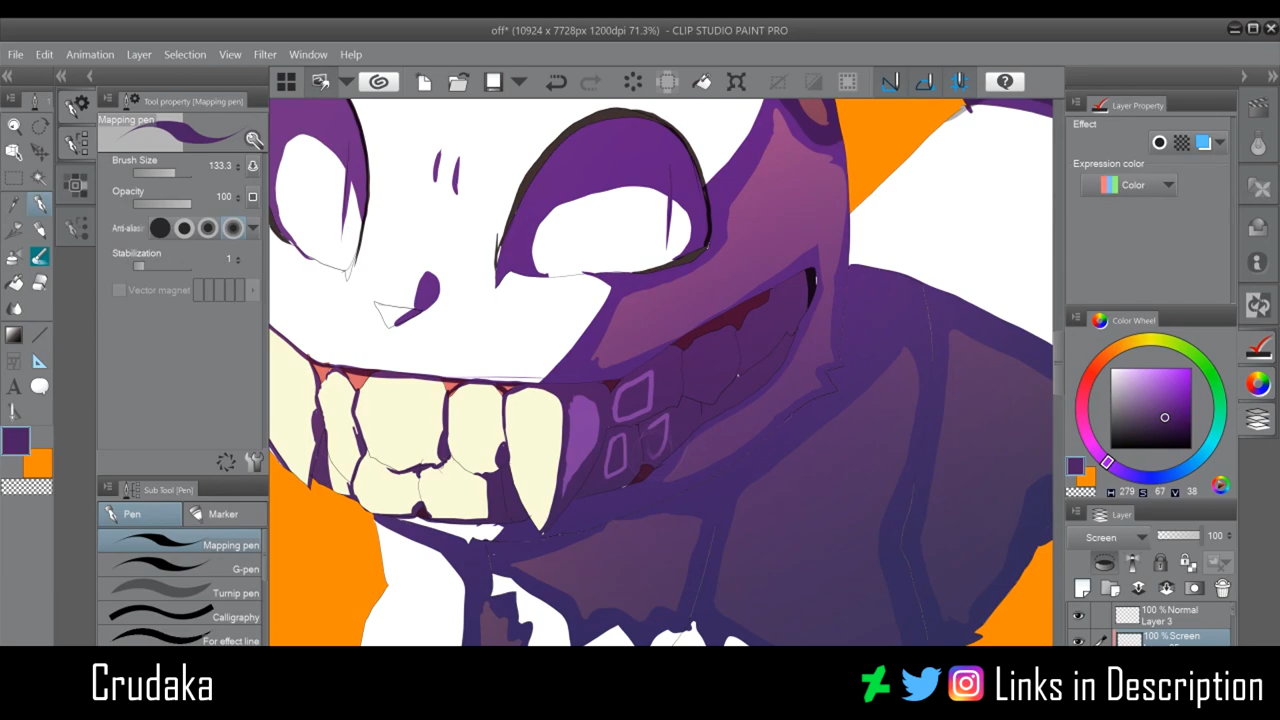 off* (10924 x 7728px 1200dpi 71.3%) - CLIP STUDIO PAINT PRO
File Edit Animation Layer Selection View Filter Window Help
Tool property [Mapping pen]
Mapping pen
Brush Size 133.3
Opacity 100
Anti-alias
Stabilization 1
Vector magnet
Sub Tool [Pen]
Pen Marker
Mapping pen
G-pen
Turnip pen
Calligraphy
For effect line
Layer Property
Effect
Expression color
Color
Color Wheel
H 279 S 67 V 38
Layer
Screen 100
100 % Normal
Layer 3
100 % Screen
Crudaka
Links in Description